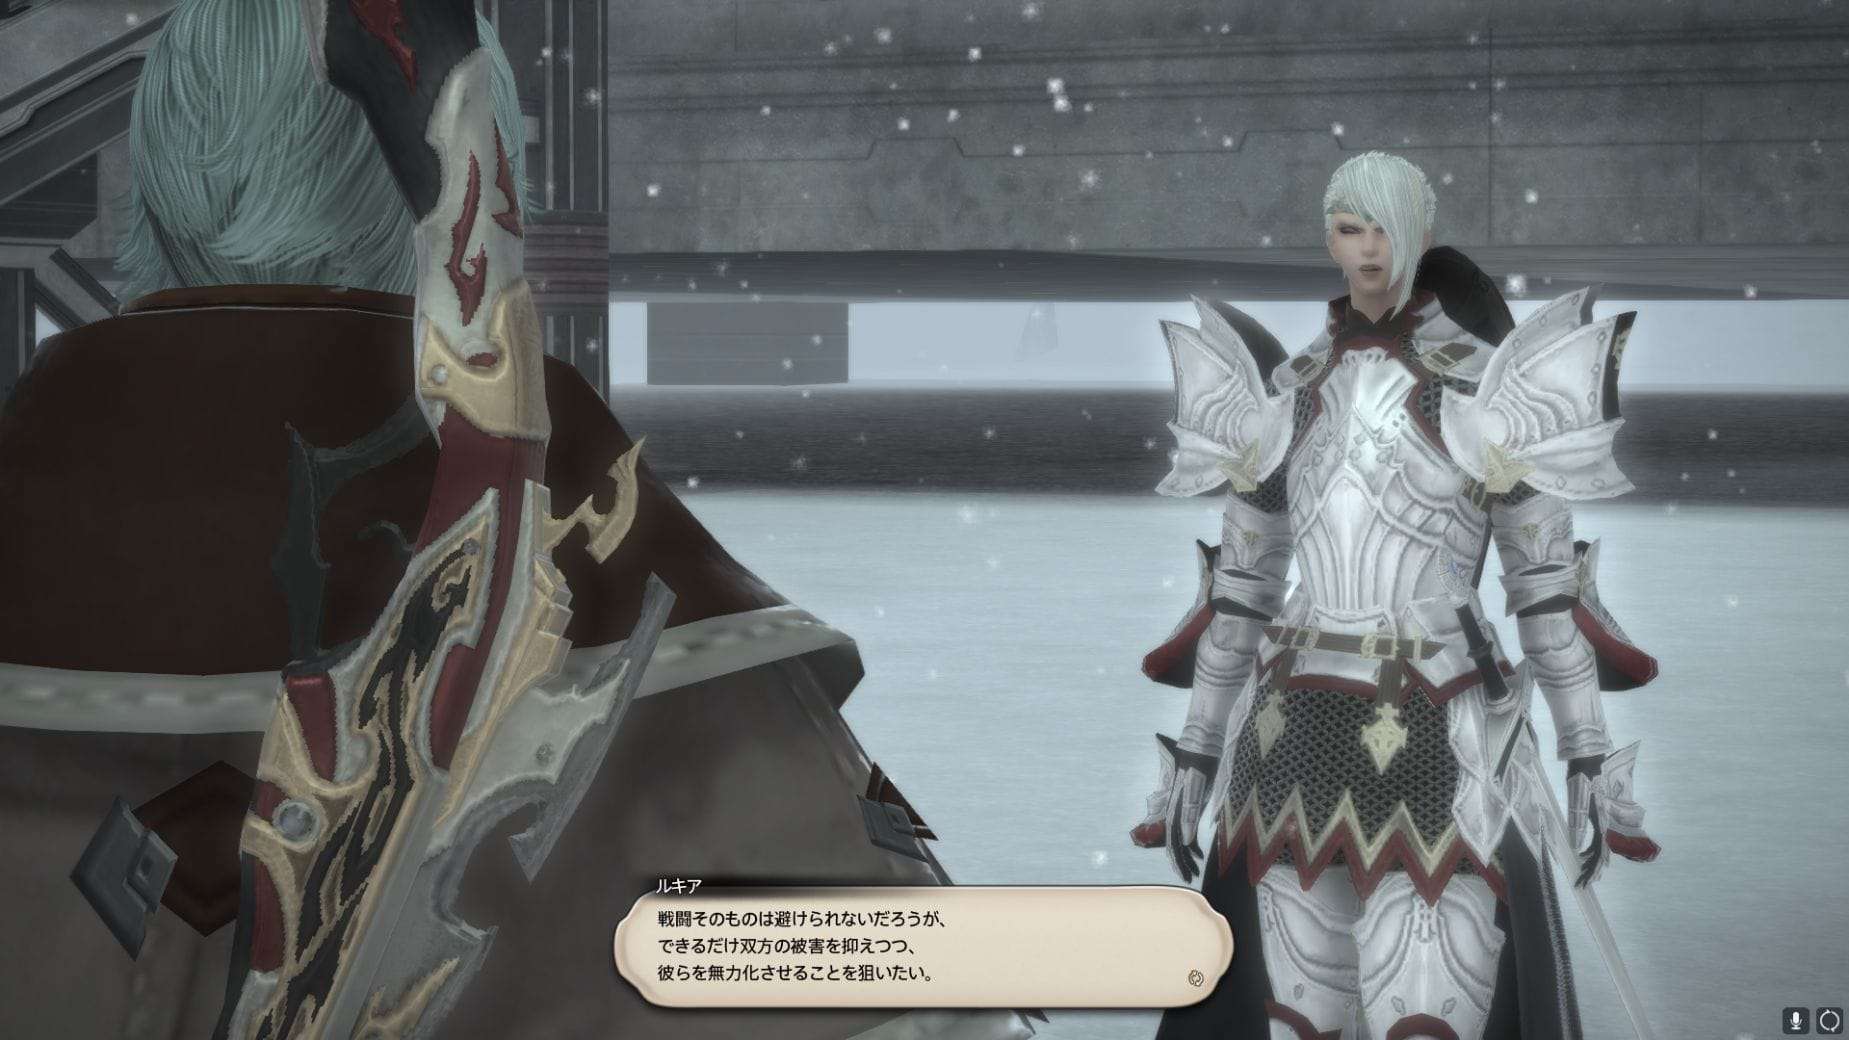 ルキア
戦闘そのものは避けられないだろうが、
できるだけ双方の被害を抑えつつ、
彼らを無力化させることを狙いたい。